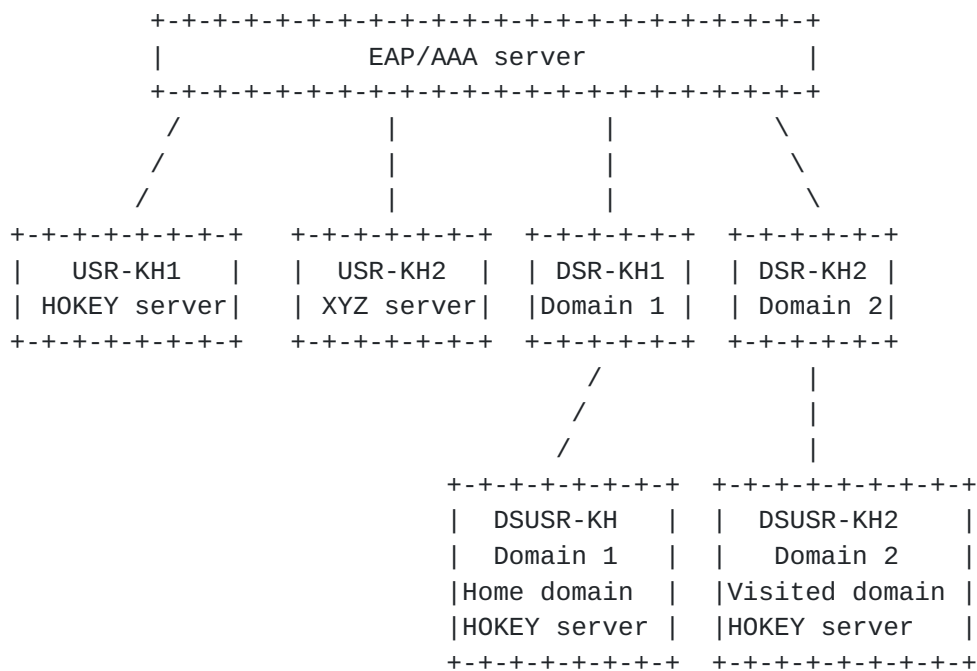 EAP/AAA server
USR-KH1 USR-KH2 DSR-KH1 DSR-KH2
HOKEY server XYZ server Domain 1 Domain 2
DSUSR-KH DSUSR-KH2
Domain 1 Domain 2
Home domain Visited domain
HOKEY server HOKEY server